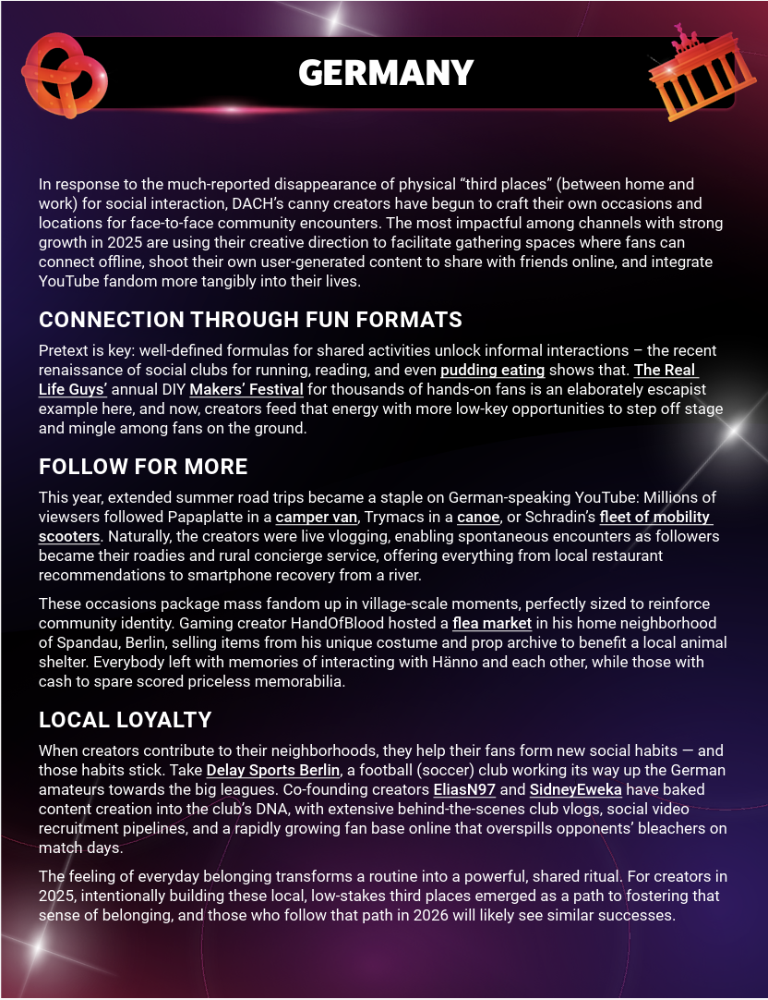 GERMANY
In response to the much-reported disappearance of physical “third places” (between home and
work) for social interaction, DACH’s canny creators have begun to craft their own occasions and
locations for face-to-face community encounters. The most impactful among channels with strong
growth in 2025 are using their creative direction to facilitate gathering spaces where fans can
connect offline, shoot their own user-generated content to share with friends online, and integrate
YouTube fandom more tangibly into their lives.
CONNECTION THROUGH FUN FORMATS
Pretext is key: well-defined formulas for shared activities unlock informal interactions – the recent
renaissance of social clubs for running, reading, and even pudding eating shows that. The Real
Life Guys’ annual DIY Makers’ Festival for thousands of hands-on fans is an elaborately escapist
example here, and now, creators feed that energy with more low-key opportunities to step off stage
and mingle among fans on the ground.
FOLLOW FOR MORE
This year, extended summer road trips became a staple on German-speaking YouTube: Millions of
viewsers followed Papaplatte in a camper van, Trymacs in a canoe, or Schradin’s fleet of mobility
scooters. Naturally, the creators were live vlogging, enabling spontaneous encounters as followers
became their roadies and rural concierge service, offering everything from local restaurant
recommendations to smartphone recovery from a river.
These occasions package mass fandom up in village-scale moments, perfectly sized to reinforce
community identity. Gaming creator HandOfBlood hosted a flea market in his home neighborhood
of Spandau, Berlin, selling items from his unique costume and prop archive to benefit a local animal
shelter. Everybody left with memories of interacting with Hänno and each other, while those with
cash to spare scored priceless memorabilia.
LOCAL LOYALTY
When creators contribute to their neighborhoods, they help their fans form new social habits — and
those habits stick. Take Delay Sports Berlin, a football (soccer) club working its way up the German
amateurs towards the big leagues. Co-founding creators EliasN97 and SidneyEweka have baked
content creation into the club’s DNA, with extensive behind-the-scenes club vlogs, social video
recruitment pipelines, and a rapidly growing fan base online that overspills opponents’ bleachers on
match days.
The feeling of everyday belonging transforms a routine into a powerful, shared ritual. For creators in
2025, intentionally building these local, low-stakes third places emerged as a path to fostering that
sense of belonging, and those who follow that path in 2026 will likely see similar successes.